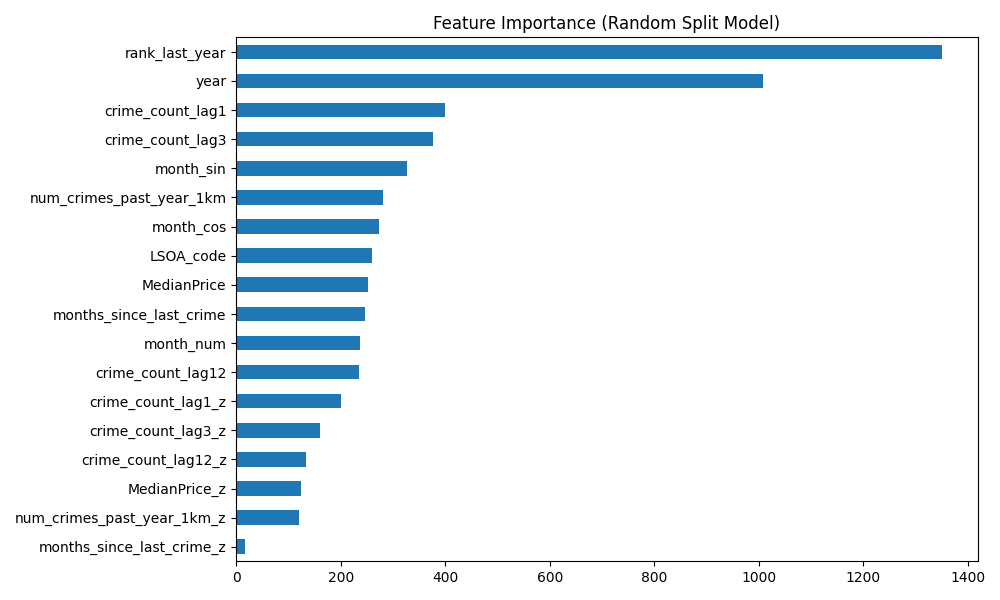 Feature Importance (Random Split Model)
rank_last_year
year
crime_count_lag1
crime_count_lag3
month_sin
num_crimes_past_year_1km
month_cos
LSOA_code
MedianPrice
months_since_last_crime
month_num
crime_count_lag12
crime_count_lag1_z
crime_count_lag3_z
crime_count_lag12_z
MedianPrice_z
num_crimes_past_year_1km_z
months_since_last_crime_z
0 200 400 600 800 1000 1200 1400